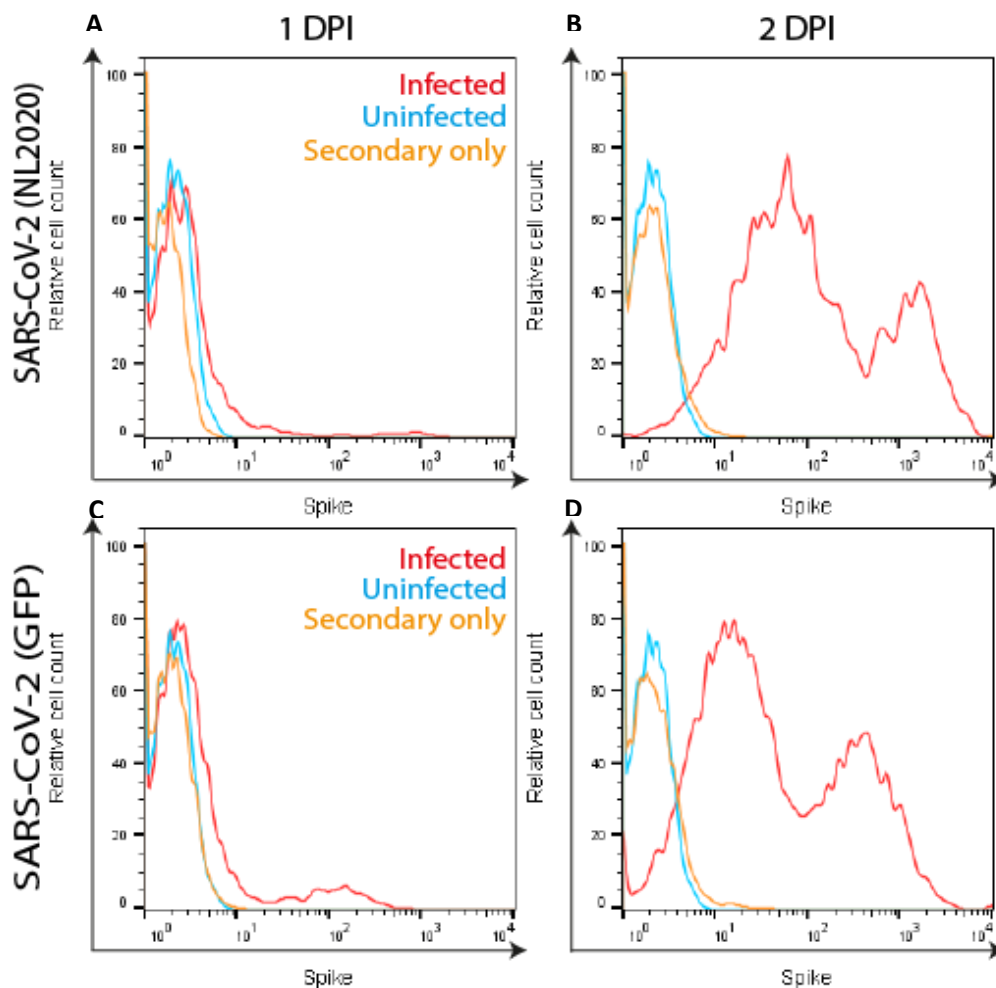 A
1 DPI
B
2 DPI
SARS-CoV-2 (NL2020)
Relative cell count
100
80
60
40
20
0
Infected
Uninfected
Secondary only
10^0 10^1 10^2 10^3 10^4
Spike
Relative cell count
100
80
60
40
20
0
10^0 10^1 10^2 10^3 10^4
Spike
C
D
SARS-CoV-2 (GFP)
Relative cell count
100
80
60
40
20
0
Infected
Uninfected
Secondary only
10^0 10^1 10^2 10^3 10^4
Spike
Relative cell count
100
80
60
40
20
0
10^0 10^1 10^2 10^3 10^4
Spike